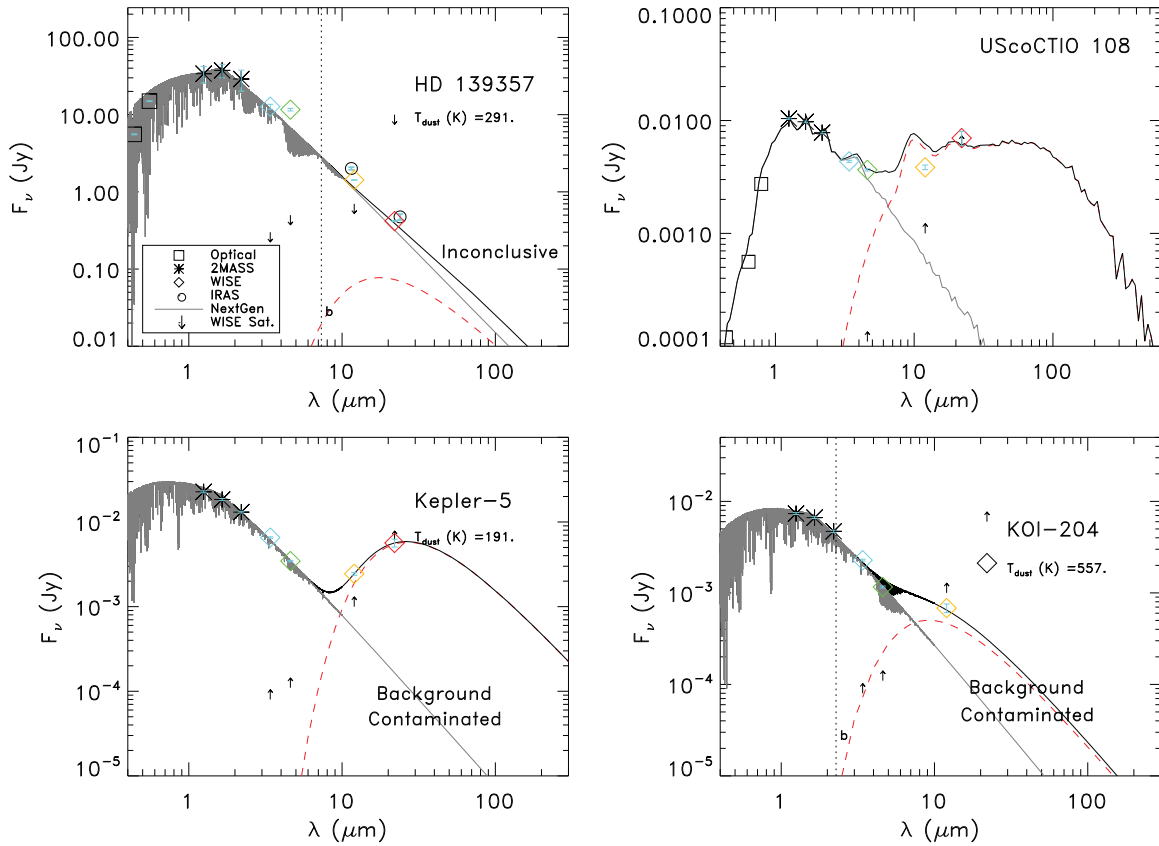 100.00
10.00
1.00
0.10
0.01
F_ν (Jy)
HD 139357
T_dust (K) =291.
Inconclusive
b
Optical
2MASS
WISE
IRAS
NextGen
WISE Sat.
1 10 100
λ (μm)
0.1000
0.0100
0.0010
0.0001
F_ν (Jy)
UScoCTIO 108
1 10 100
λ (μm)
10^-1
10^-2
10^-3
10^-4
10^-5
F_ν (Jy)
Kepler-5
T_dust (K) =191.
Background
Contaminated
1 10 100
λ (μm)
10^-2
10^-3
10^-4
10^-5
F_ν (Jy)
KOI-204
T_dust (K) =557.
Background
Contaminated
b
1 10 100
λ (μm)